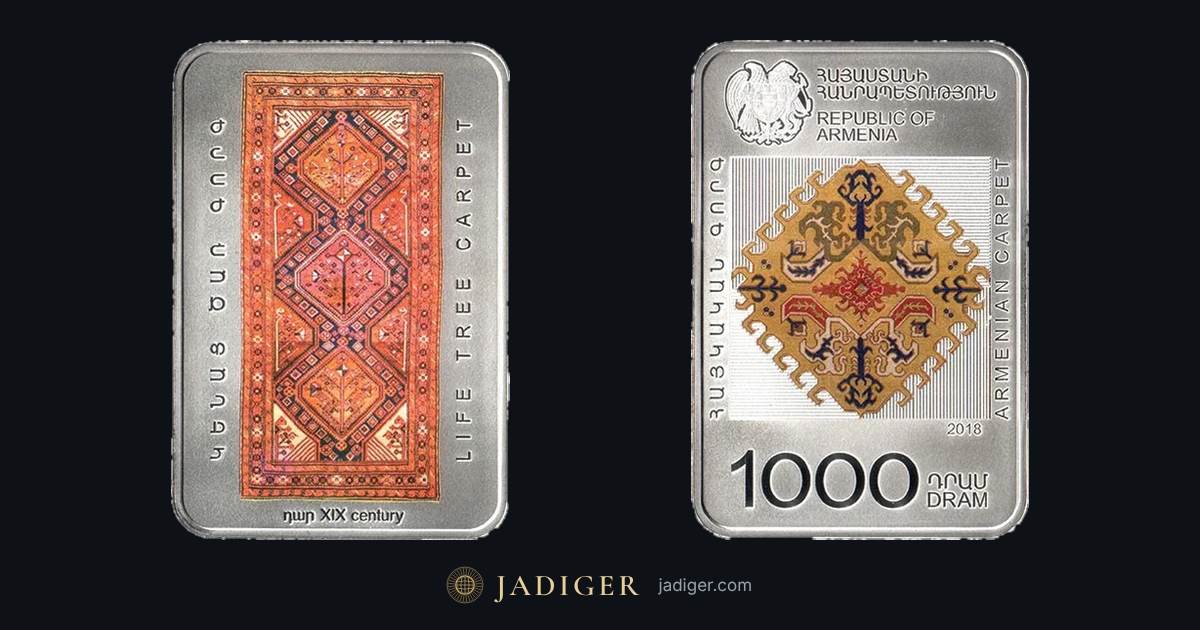 ԿԵՆԱՑ ԾԱՌ ԺՈՐԺ
LIFE TREE CARPET
դար XIX century
ՀԱՅԱՍՏԱՆԻ
ՀԱՆՐԱՊԵՏՈՒԹՅՈՒՆ
REPUBLIC OF
ARMENIA
ՀԱՅԿԱԿԱՆ ԳՈՐԳ
ARMENIAN CARPET
2018
1000 ԴՐԱՄ
DRAM
JADIGER jadiger.com